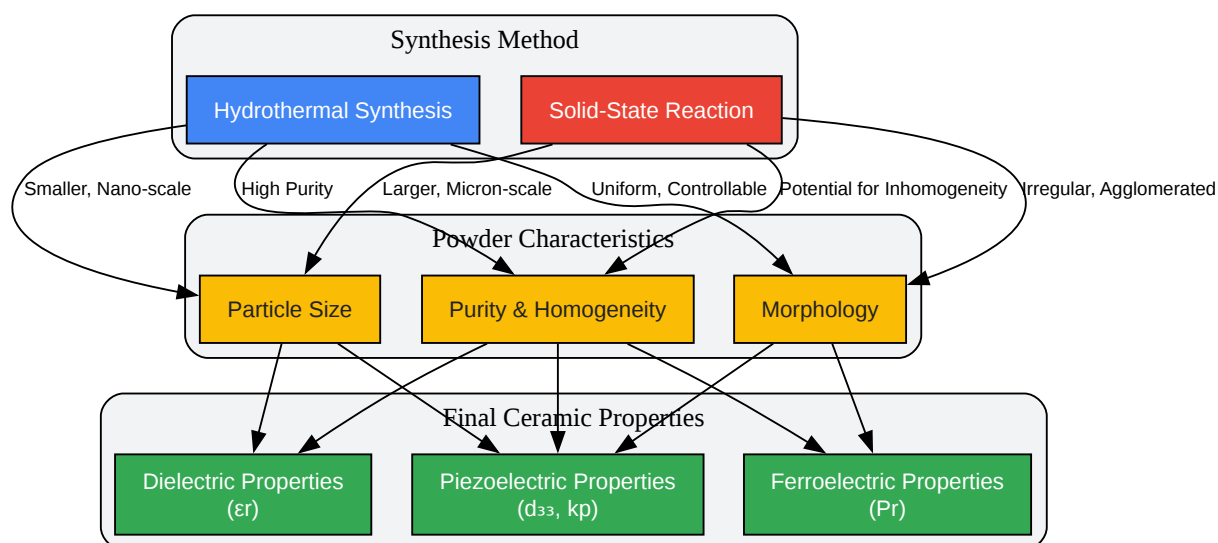 Synthesis Method
Hydrothermal Synthesis
Solid-State Reaction
Smaller, Nano-scale
High Purity
Larger, Micron-scale
Uniform, Controllable
Potential for Inhomogeneity
Irregular, Agglomerated
Powder Characteristics
Particle Size
Purity & Homogeneity
Morphology
Final Ceramic Properties
Dielectric Properties
(εr)
Piezoelectric Properties
(d₃₃, kp)
Ferroelectric Properties
(Pr)